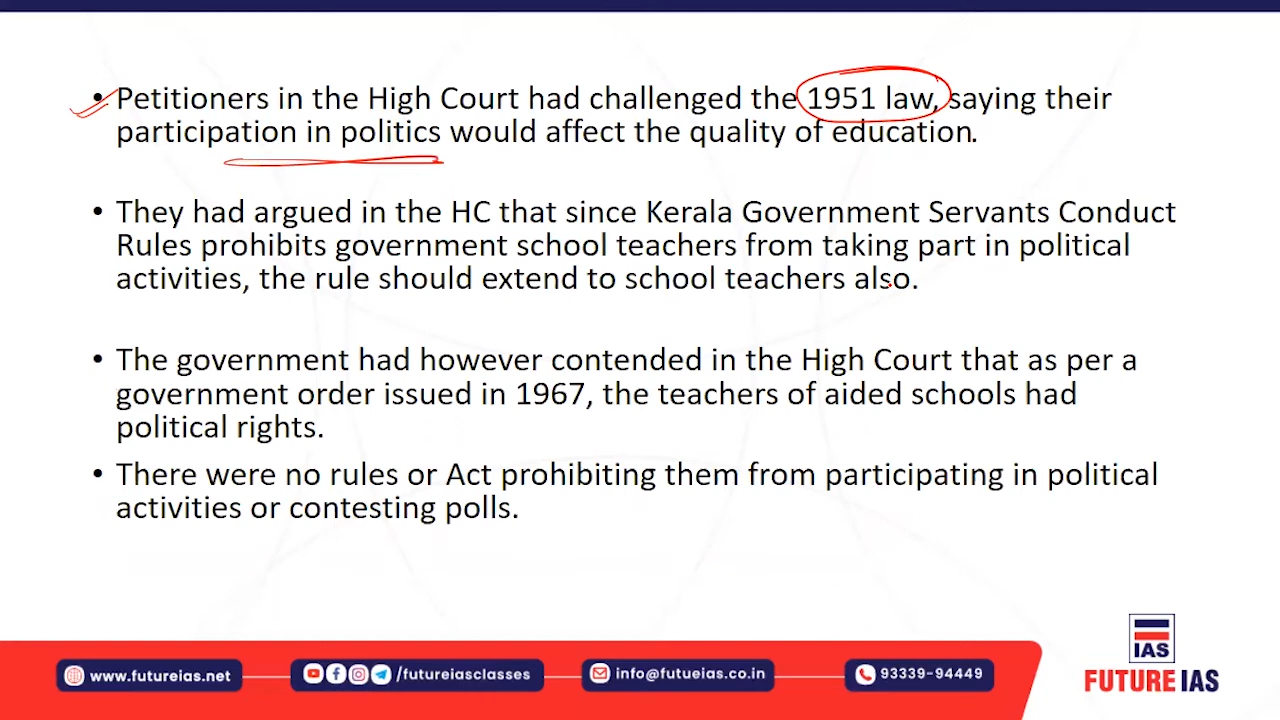 • Petitioners in the High Court had challenged the 1951 law, saying their
participation in politics would affect the quality of education.
• They had argued in the HC that since Kerala Government Servants Conduct
Rules prohibits government school teachers from taking part in political
activities, the rule should extend to school teachers also.
• The government had however contended in the High Court that as per a
government order issued in 1967, the teachers of aided schools had
political rights.
• There were no rules or Act prohibiting them from participating in political
activities or contesting polls.
www.futureias.net
/futureiasclasses
info@futueias.co.in
93339-94449
IAS
FUTURE IAS